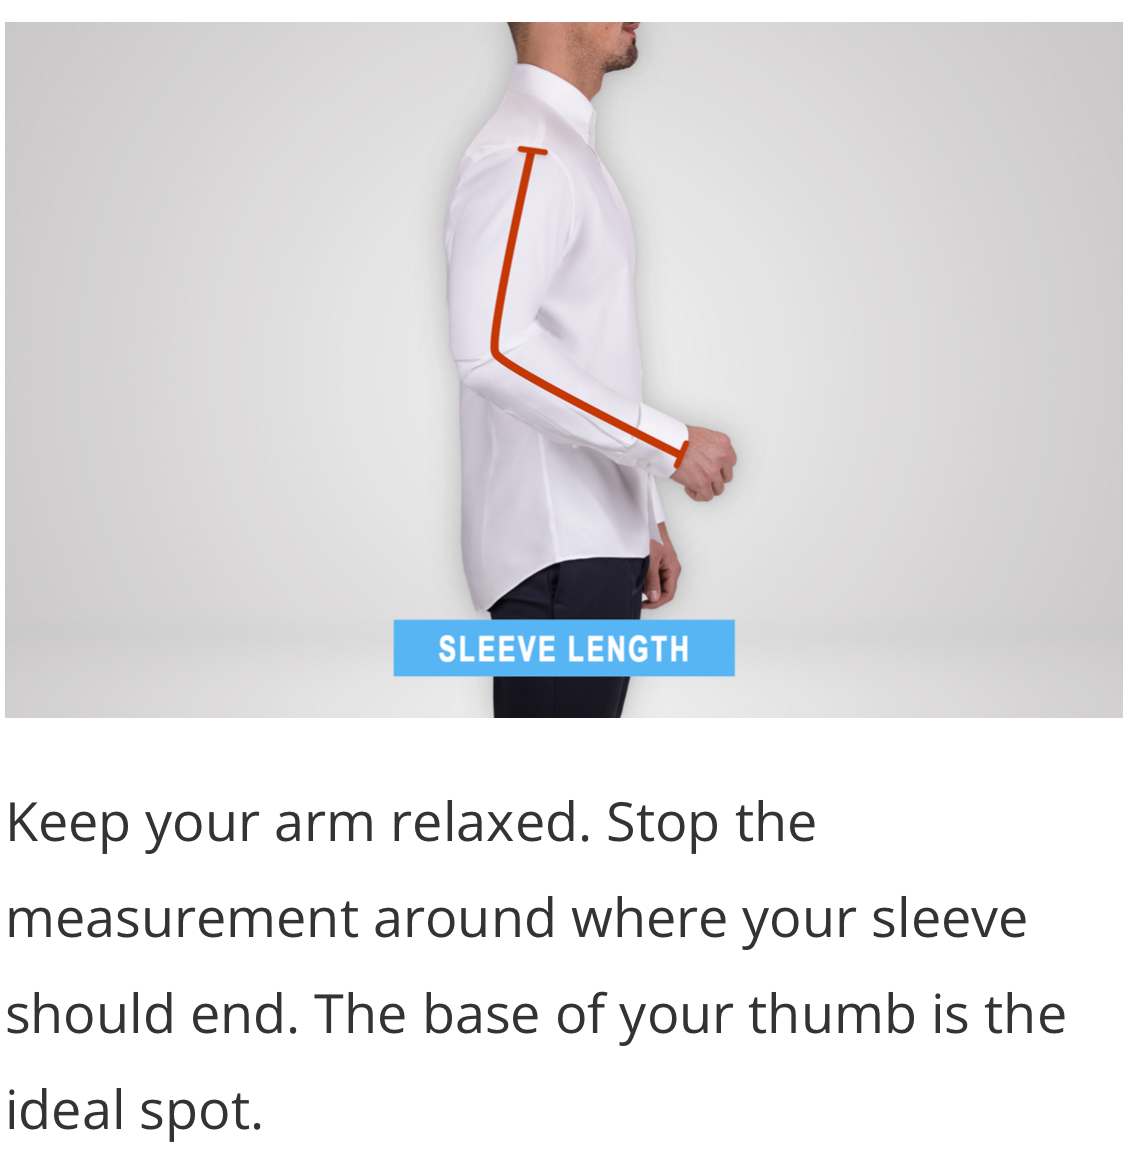 SLEEVE LENGTH
Keep your arm relaxed. Stop the
measurement around where your sleeve
should end. The base of your thumb is the
ideal spot.